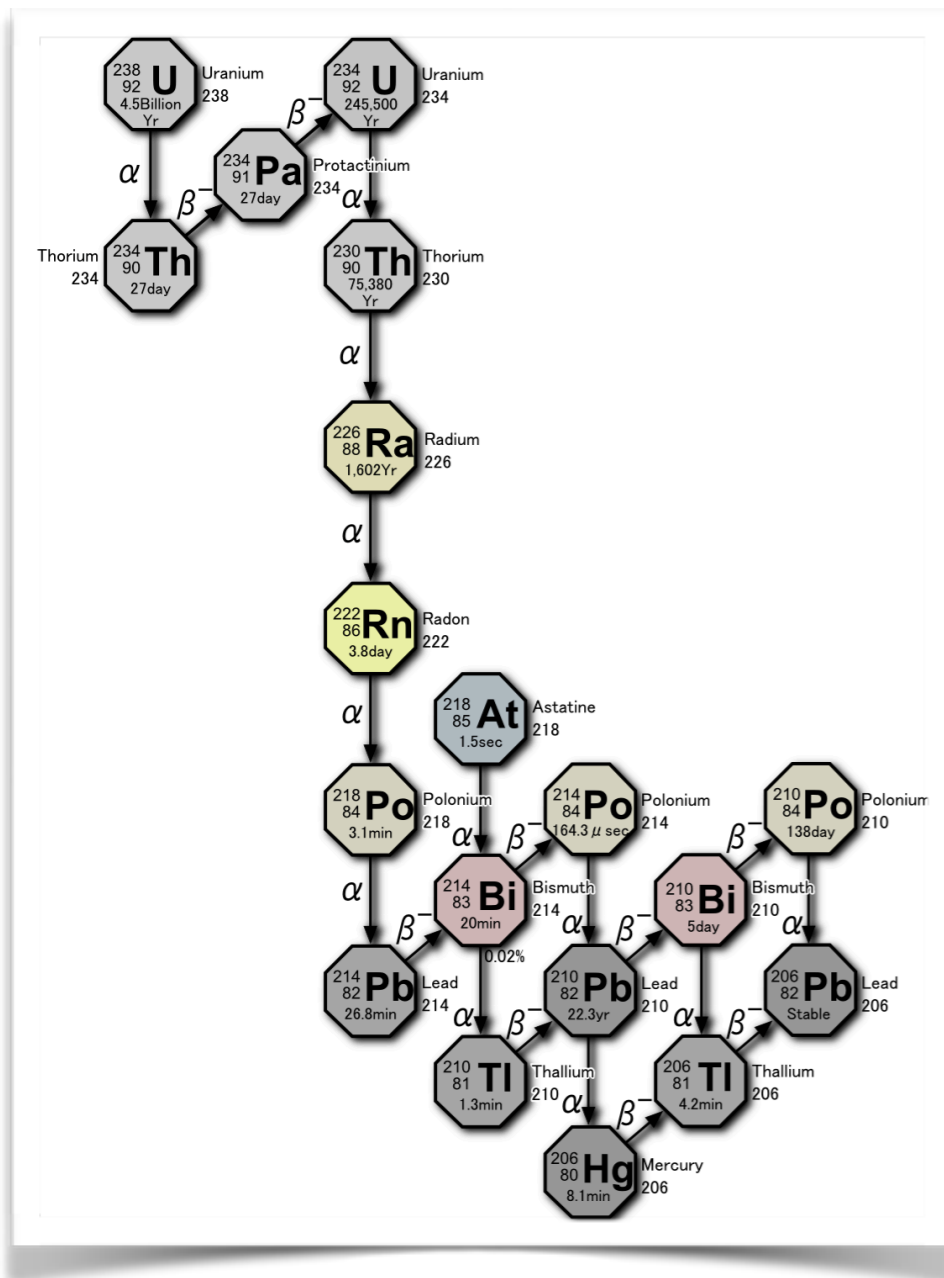 238
92 U
4.5Billion
Yr
Uranium
238
α
234
90 Th
27day
Thorium
234
β−
234
91 Pa
27day
Protactinium
234
β−
234
92 U
245,500
Yr
Uranium
234
α
230
90 Th
75,380
Yr
Thorium
230
α
226
88 Ra
1,602Yr
Radium
226
α
222
86 Rn
3.8day
Radon
222
α
218
85 At
1.5sec
Astatine
218
α
218
84 Po
3.1min
Polonium
218
α
β−
214
84 Po
164.3 μ sec
Polonium
214
α
β−
210
84 Po
138day
Polonium
210
α
214
83 Bi
20min
Bismuth
214
0.02%
β−
210
83 Bi
5day
Bismuth
210
β−
214
82 Pb
26.8min
Lead
214
α
β−
210
82 Pb
22.3yr
Lead
210
α
β−
206
82 Pb
Stable
Lead
206
210
81 Tl
1.3min
Thallium
210
α
β−
206
81 Tl
4.2min
Thallium
206
206
80 Hg
8.1min
Mercury
206